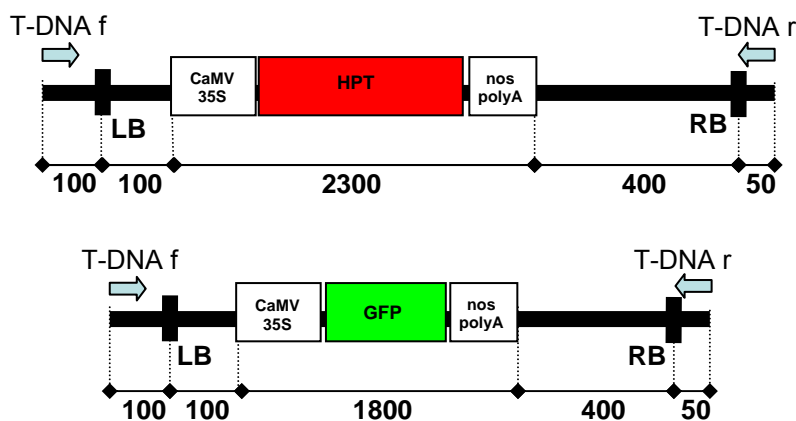 T-DNA f T-DNA r
CaMV 35S HPT nos polyA
LB RB
100 100 2300 400 50
T-DNA f T-DNA r
CaMV 35S GFP nos polyA
LB RB
100 100 1800 400 50